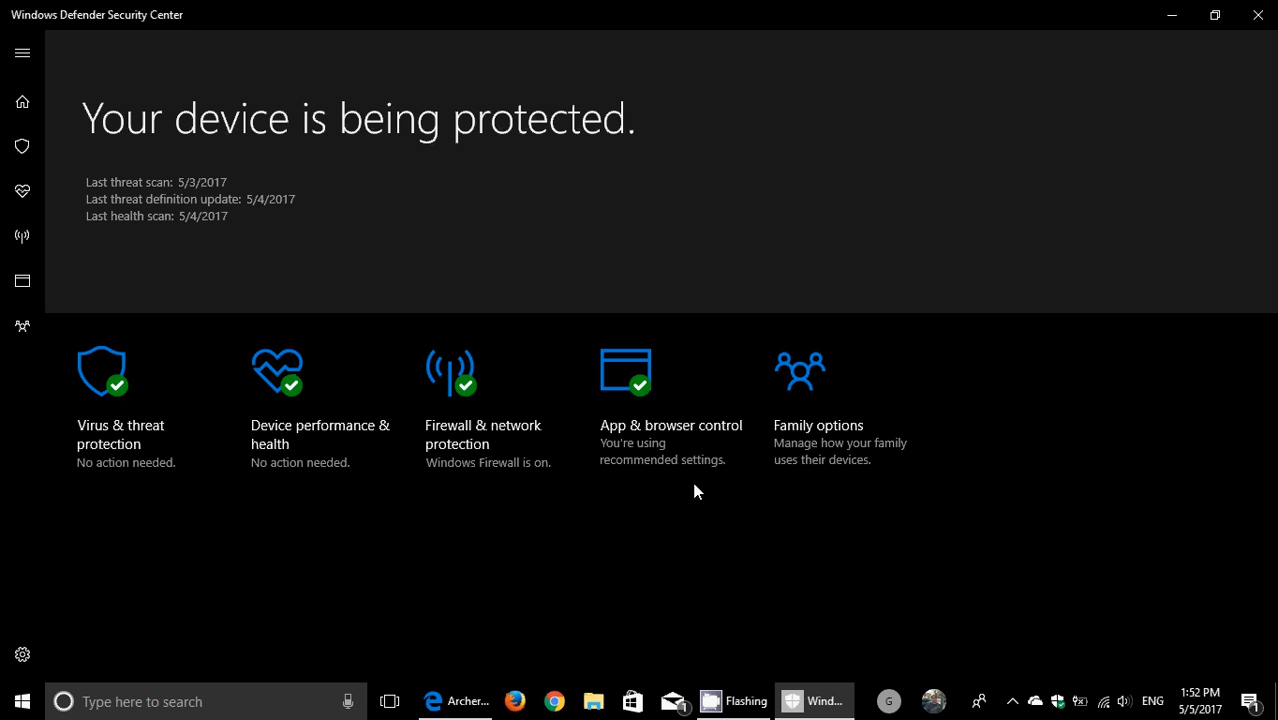 Windows Defender Security Center
Your device is being protected.
Last threat scan: 5/3/2017
Last threat definition update: 5/4/2017
Last health scan: 5/4/2017
Virus & threat
protection
No action needed.
Device performance &
health
No action needed.
Firewall & network
protection
Windows Firewall is on.
App & browser control
You're using
recommended settings.
Family options
Manage how your family
uses their devices.
Type here to search
Archer...
1
Flashing
Wind...
G
ENG
1:52 PM
5/5/2017
1